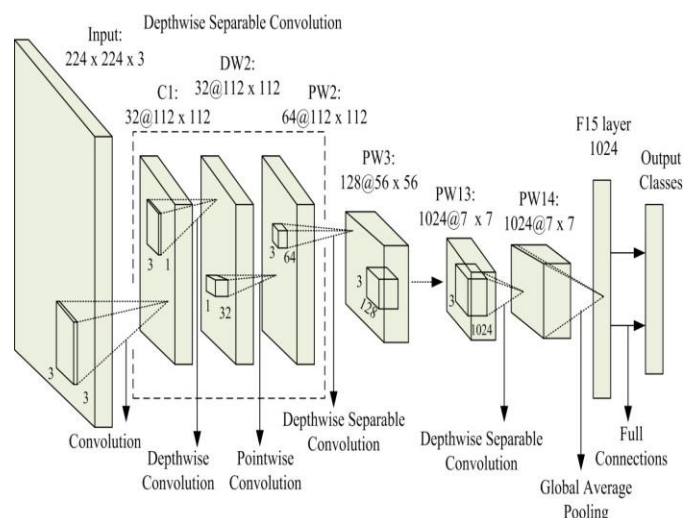 Depthwise Separable Convolution
Input:
224 x 224 x 3
DW2:
32@112 x 112
C1:
32@112 x 112
PW2:
64@112 x 112
PW3:
128@56 x 56
PW13:
1024@7 x 7
PW14:
1024@7 x 7
F15 layer
1024
Output
Classes
3 1
3
3
1
32
3 64
3
128
3
1024
Convolution
Depthwise
Convolution
Pointwise
Convolution
Depthwise Separable
Convolution
Depthwise Separable
Convolution
Global Average
Pooling
Full
Connections